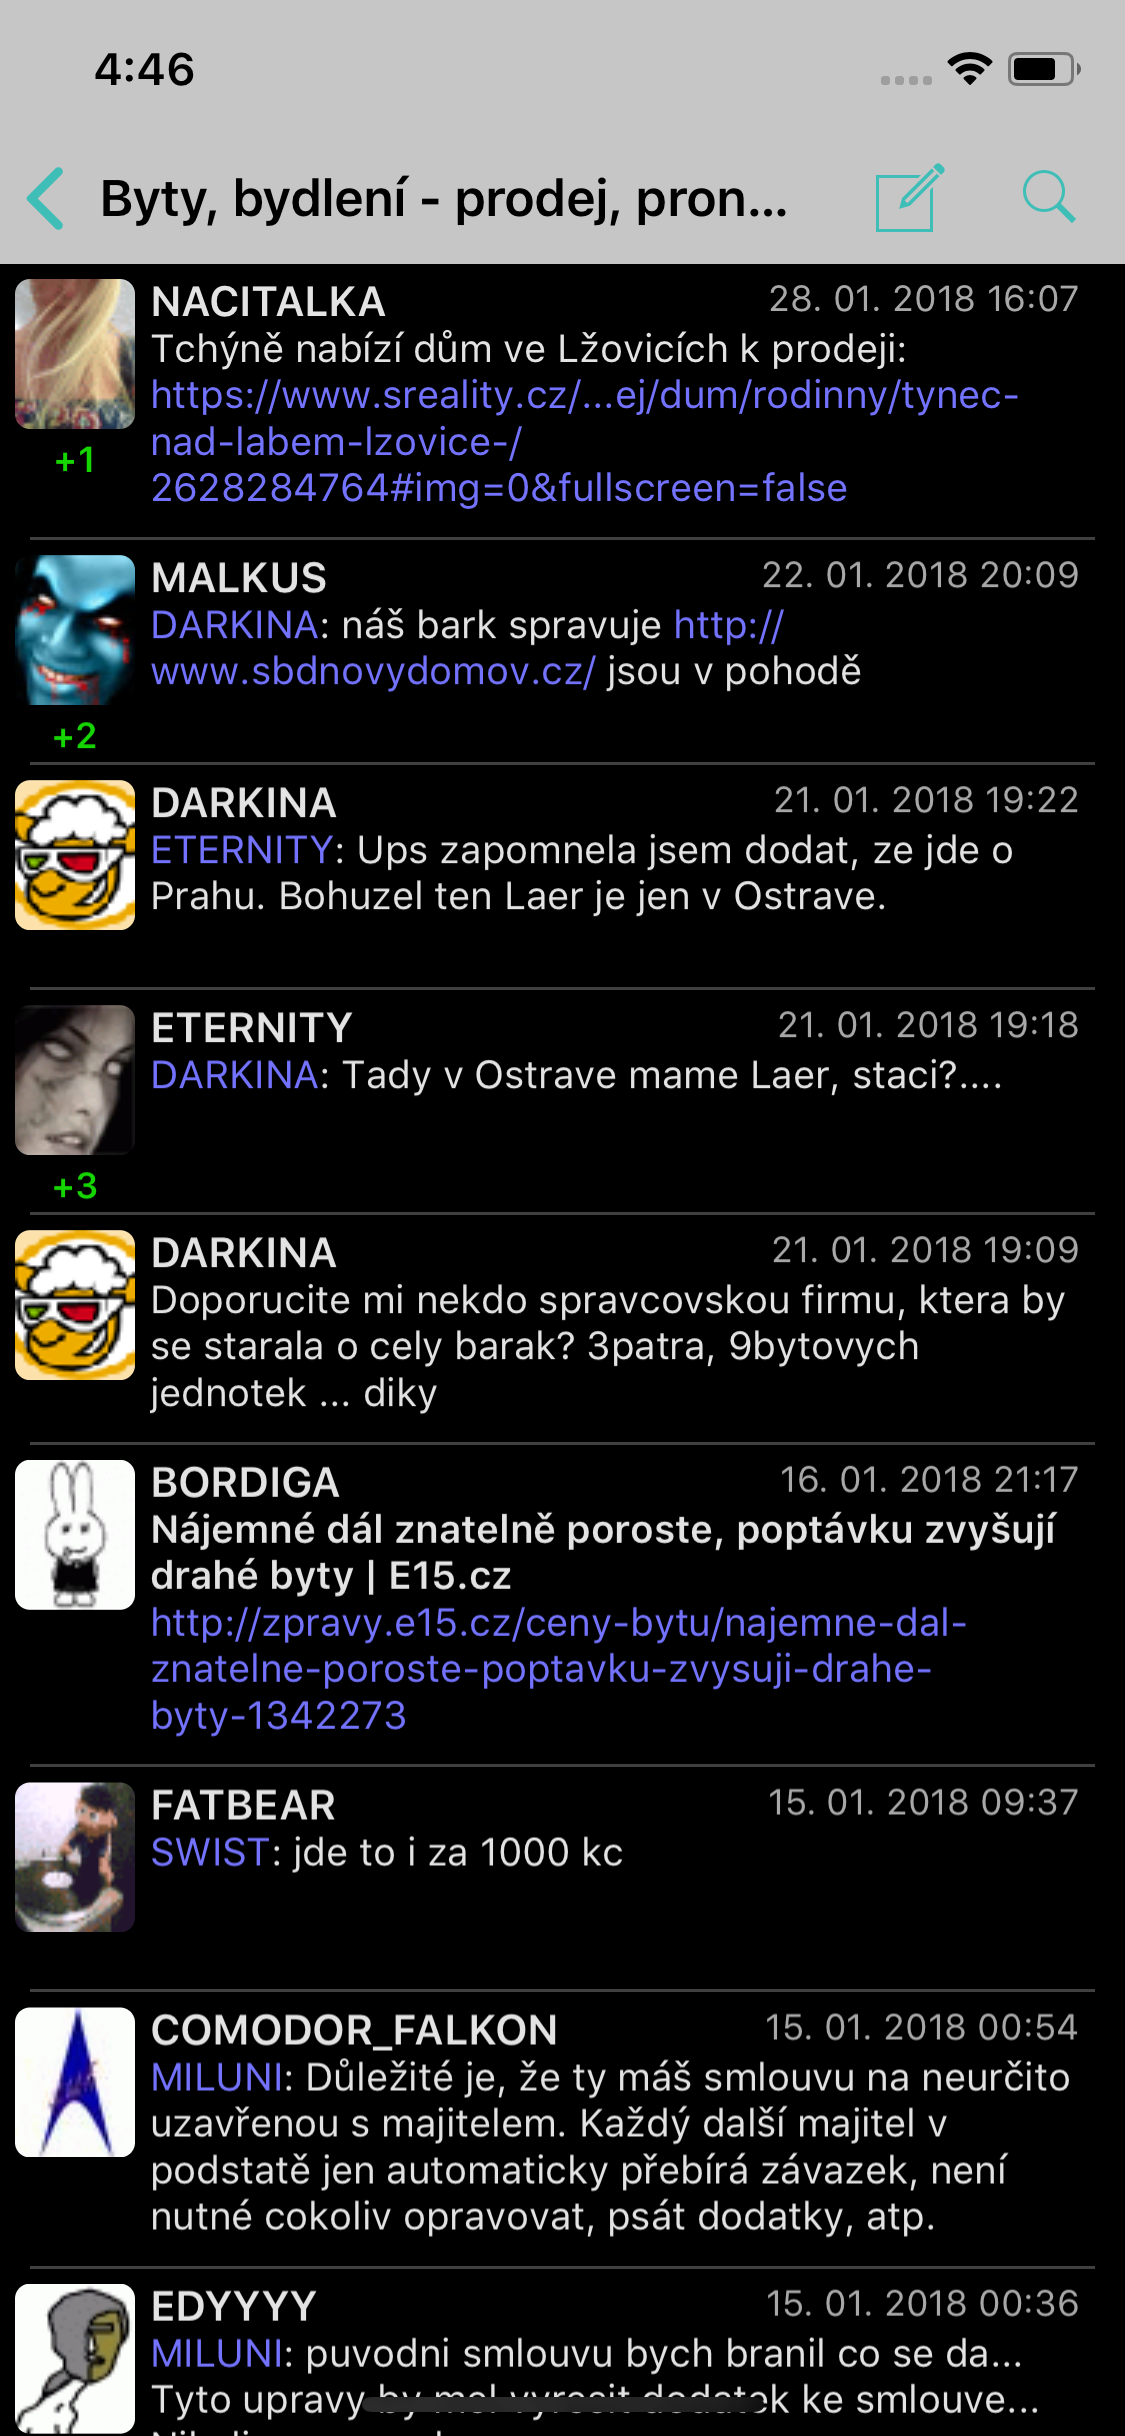 4:46
Byty, bydlení - prodej, pron...
NACITALKA 28. 01. 2018 16:07
Tchýně nabízí dům ve Lžovicích k prodeji:
https://www.sreality.cz/...ej/dum/rodinny/tynec-
nad-labem-lzovice-/
2628284764#img=0&fullscreen=false
+1
MALKUS 22. 01. 2018 20:09
DARKINA: náš bark spravuje http://
www.sbdnovydomov.cz/ jsou v pohodě
+2
DARKINA 21. 01. 2018 19:22
ETERNITY: Ups zapomnela jsem dodat, ze jde o
Prahu. Bohuzel ten Laer je jen v Ostrave.
ETERNITY 21. 01. 2018 19:18
DARKINA: Tady v Ostrave mame Laer, staci?....
+3
DARKINA 21. 01. 2018 19:09
Doporucite mi nekdo spravcovskou firmu, ktera by
se starala o cely barak? 3patra, 9bytovych
jednotek ... diky
BORDIGA 16. 01. 2018 21:17
Nájemné dál znatelně poroste, poptávku zvyšují
drahé byty | E15.cz
http://zpravy.e15.cz/ceny-bytu/najemne-dal-
znatelne-poroste-poptavku-zvysuji-drahe-
byty-1342273
FATBEAR 15. 01. 2018 09:37
SWIST: jde to i za 1000 kc
COMODOR_FALKON 15. 01. 2018 00:54
MILUNI: Důležité je, že ty máš smlouvu na neurčito
uzavřenou s majitelem. Každý další majitel v
podstatě jen automaticky přebírá závazek, není
nutné cokoliv opravovat, psát dodatky, atp.
EDYYYY 15. 01. 2018 00:36
MILUNI: puvodni smlouvu bych branil co se da...
Tyto upravy by mel vyresit dodatek ke smlouve...